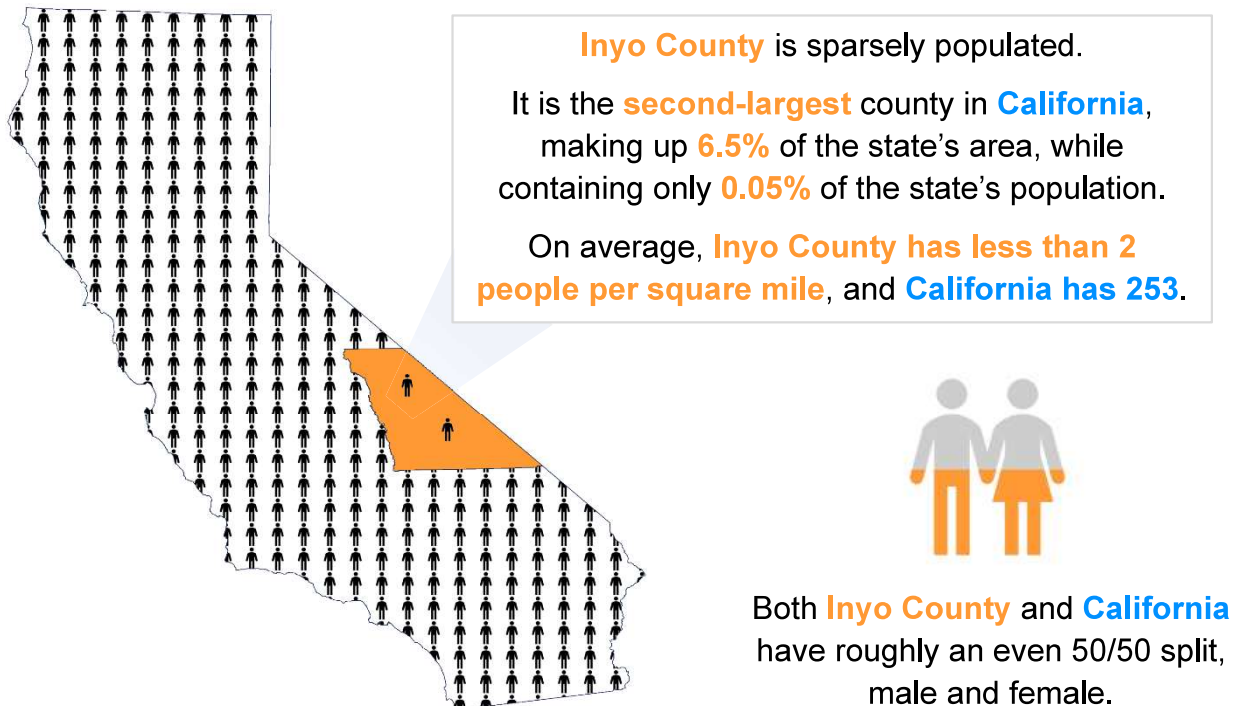 Inyo County is sparsely populated.
It is the second-largest county in California,
making up 6.5% of the state’s area, while
containing only 0.05% of the state’s population.
On average, Inyo County has less than 2
people per square mile, and California has 253.
Both Inyo County and California
have roughly an even 50/50 split,
male and female.